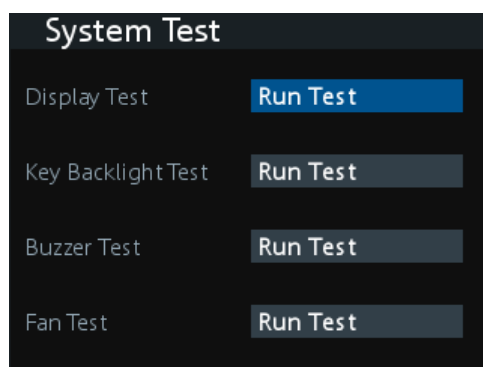 System Test
Display Test Run Test
Key Backlight Test Run Test
Buzzer Test Run Test
Fan Test Run Test